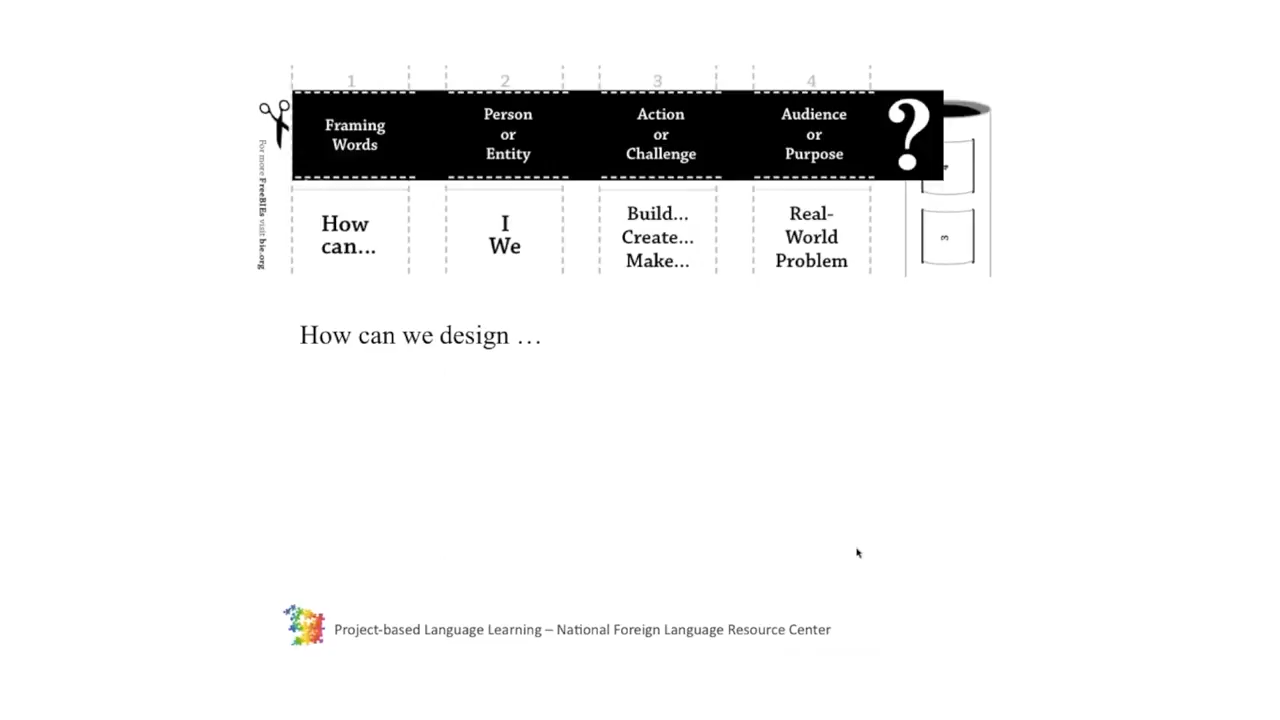 1 2 3 4
Framing
Words
Person
or
Entity
Action
or
Challenge
Audience
or
Purpose
?
4
3
For more FreeBIEs visit bie.org
How
can...
I
We
Build...
Create...
Make...
Real-
World
Problem
How can we design …
Project-based Language Learning – National Foreign Language Resource Center